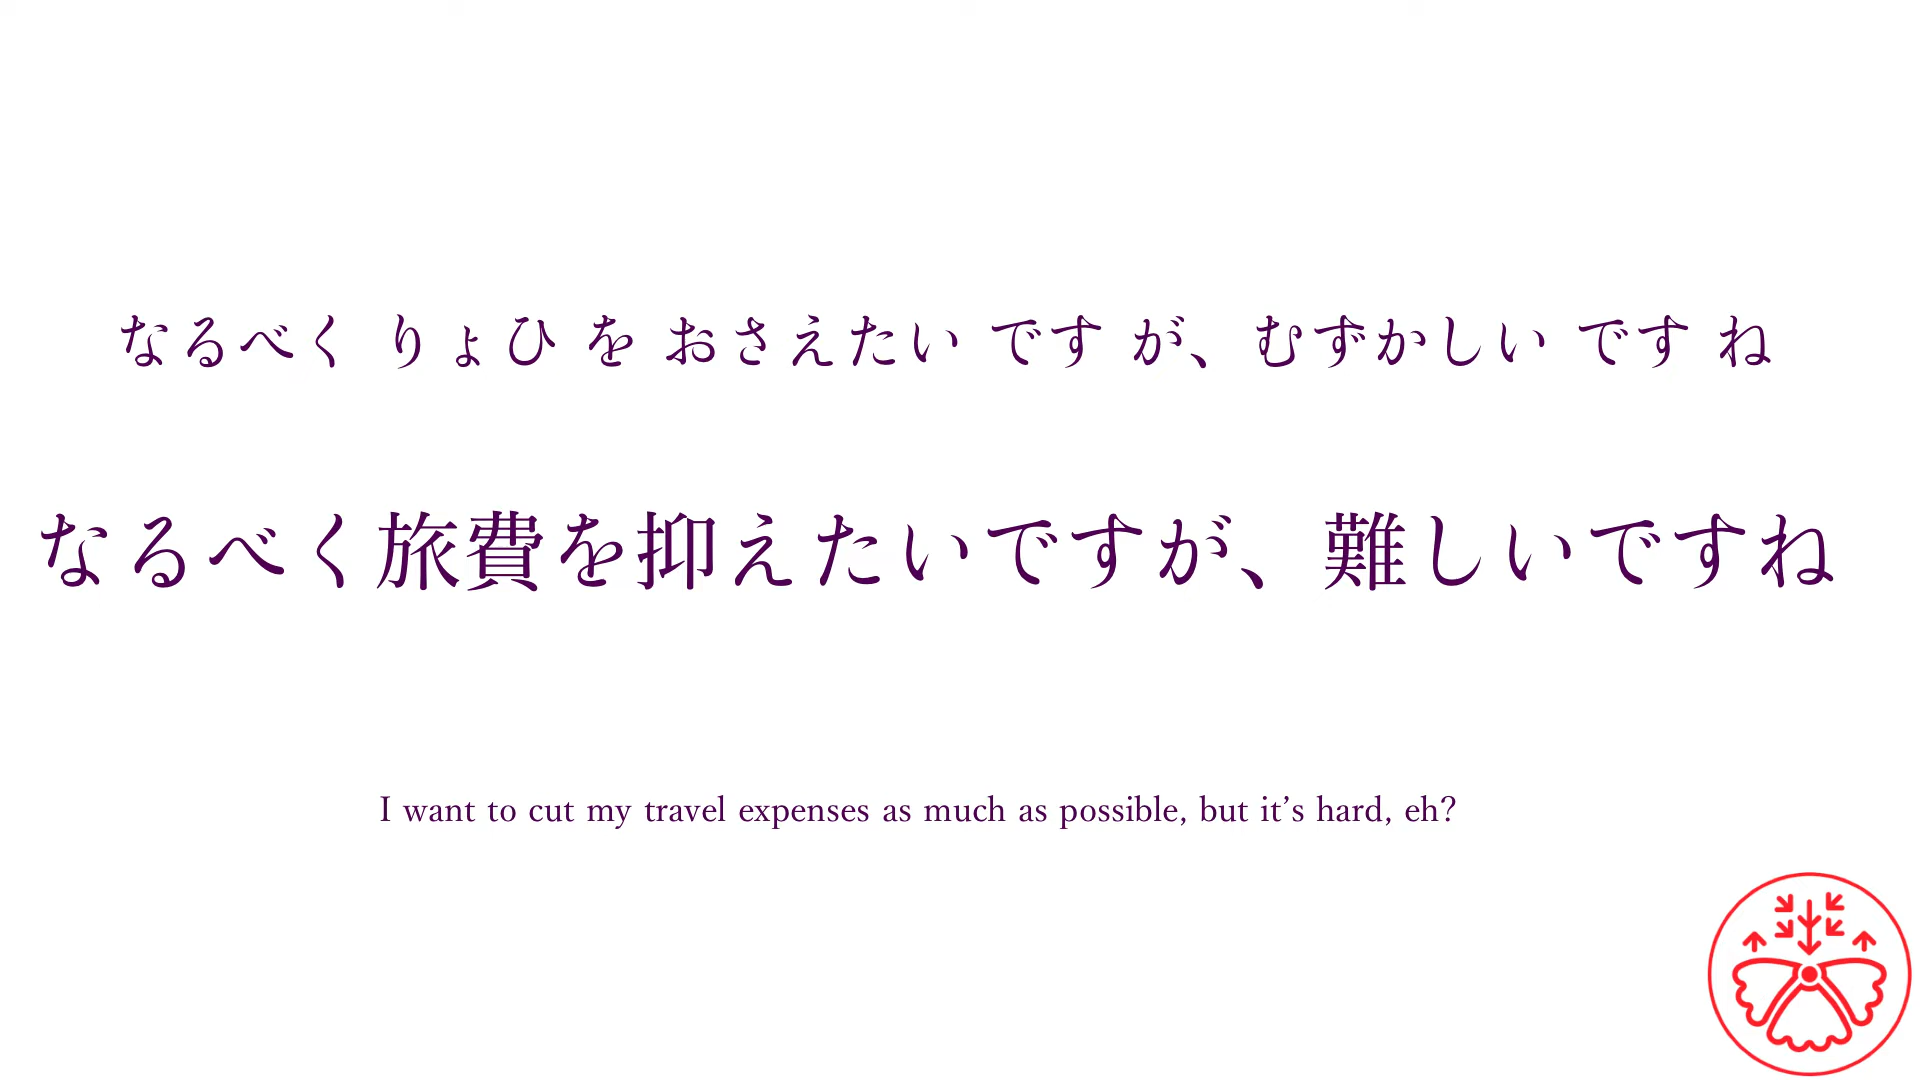 なるべく りょひ を おさえたい です が、むずかしい です ね
なるべく旅費を抑えたいですが、難しいですね
I want to cut my travel expenses as much as possible, but it’s hard, eh?